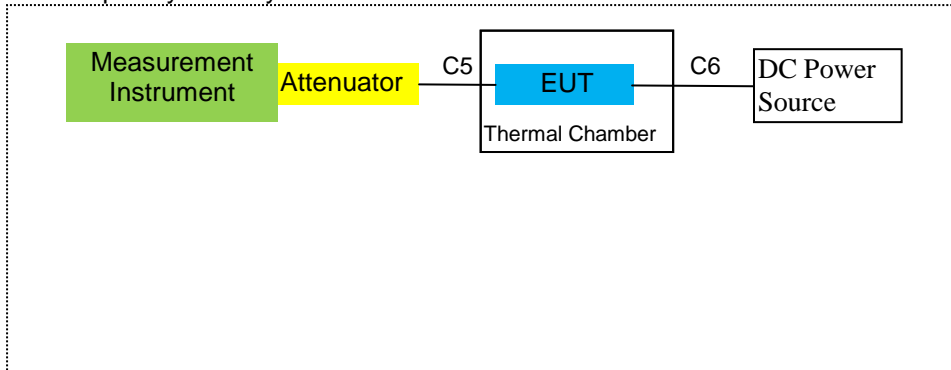 Measurement
Instrument
Attenuator
C5
EUT
Thermal Chamber
C6
DC Power
Source